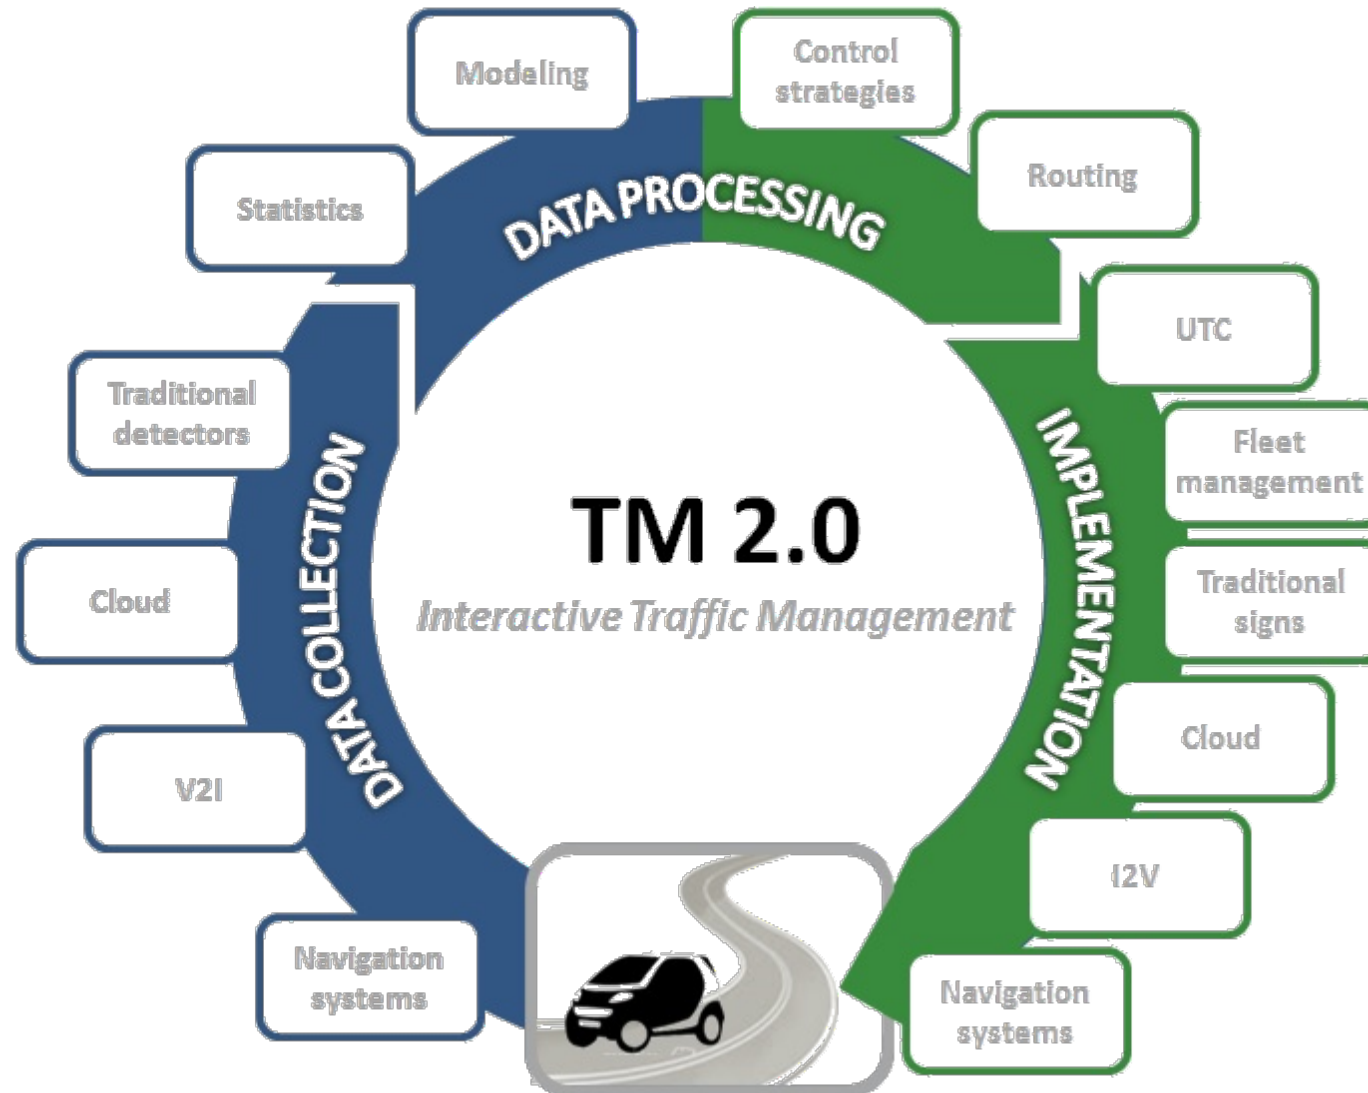 Modeling
Control
strategies
Statistics
Routing
DATA PROCESSING
UTC
Traditional
detectors
Fleet
management
DATA COLLECTION
IMPLEMENTATION
TM 2.0
Interactive Traffic Management
Cloud
Traditional
signs
V2I
Cloud
I2V
Navigation
systems
Navigation
systems